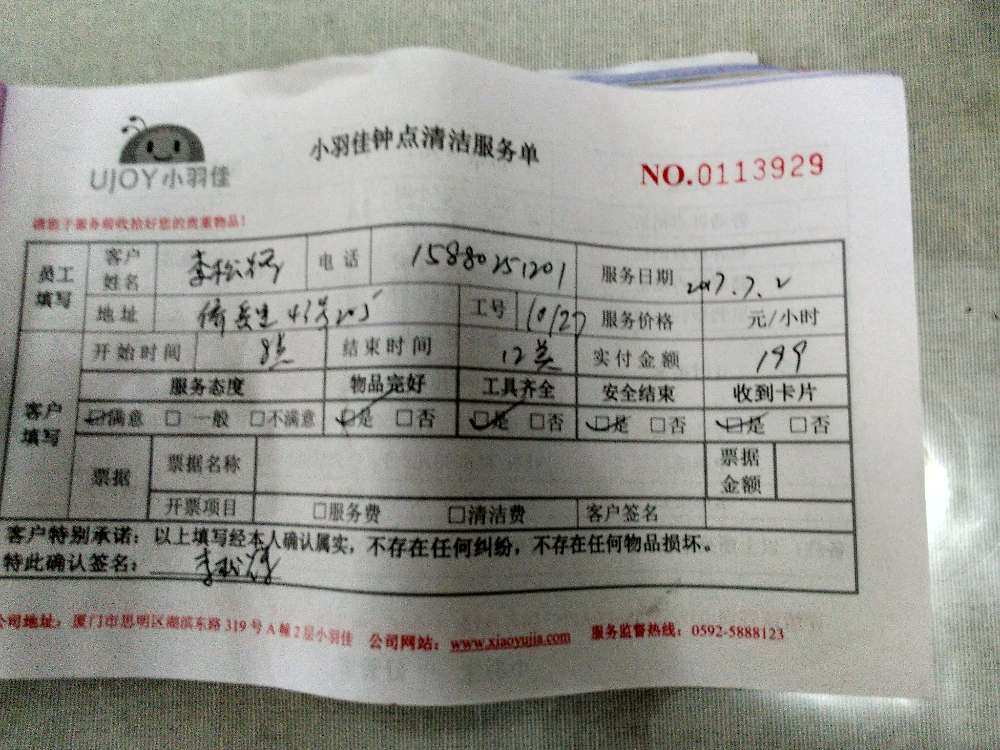 UJOY小羽佳
小羽佳钟点清洁服务单
NO.0113929
请您于服务前收拾好您的贵重物品！
员工填写 客户姓名 李松 电话 15880251201 服务日期 2017.7.2
地址 工号 10127 服务价格 元/小时
开始时间 8点 结束时间 12点 实付金额 199
客户填写 服务态度 物品完好 工具齐全 安全结束 收到卡片
☑满意 □一般 □不满意 ☑是 □否 ☑是 □否 ☑是 □否 ☑是 □否
票据 票据名称 票据金额
开票项目 □服务费 □清洁费 客户签名
客户特别承诺：以上填写经本人确认属实，不存在任何纠纷，不存在任何物品损坏。
特此确认签名： 李松
公司地址：厦门市思明区湖滨东路319号A幢2层小羽佳 公司网站：www.xiaoyujia.com 服务监督热线：0592-5888123